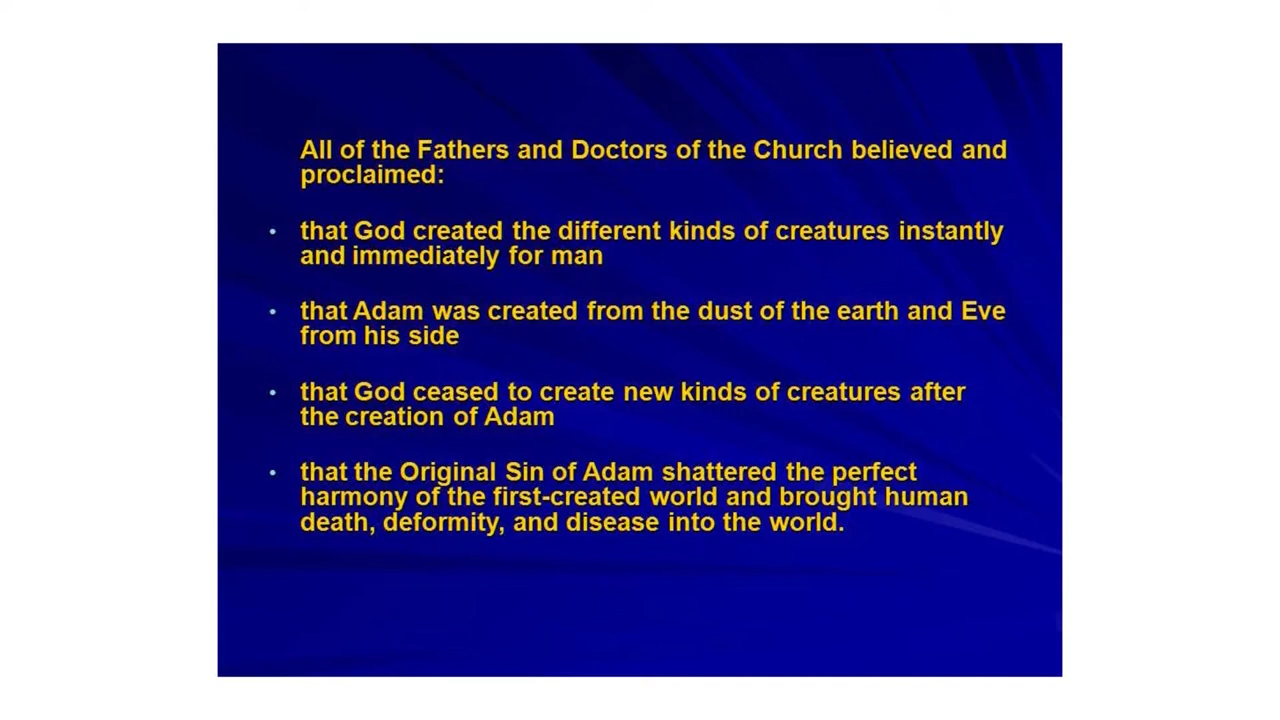 All of the Fathers and Doctors of the Church believed and
proclaimed:
• that God created the different kinds of creatures instantly
and immediately for man
• that Adam was created from the dust of the earth and Eve
from his side
• that God ceased to create new kinds of creatures after
the creation of Adam
• that the Original Sin of Adam shattered the perfect
harmony of the first-created world and brought human
death, deformity, and disease into the world.